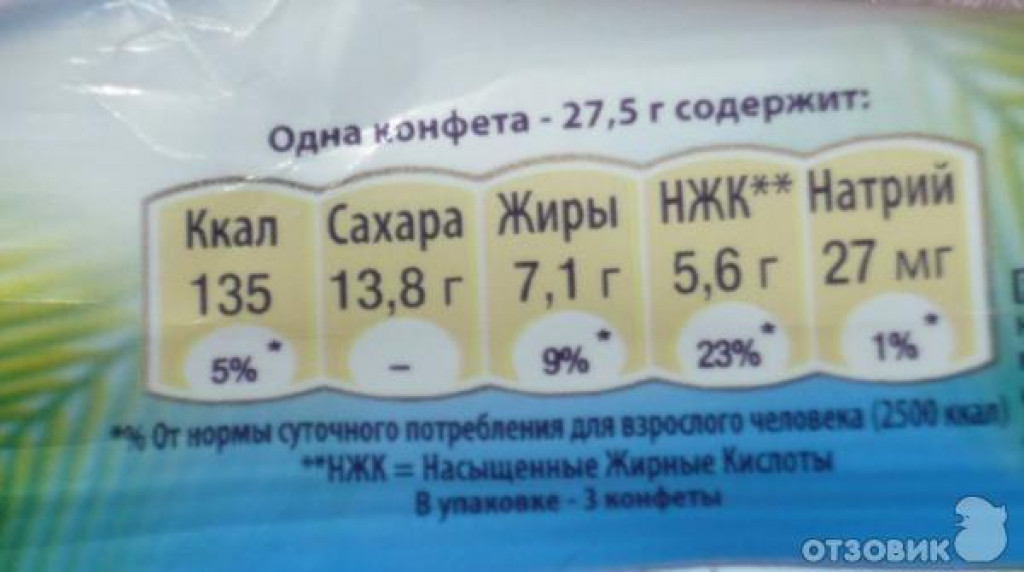 Одна конфета - 27,5 г содержит:
Ккал Сахара Жиры НЖК** Натрий
135 13,8 г 7,1 г 5,6 г 27 мг
5%* – 9%* 23%* 1%*
*% От нормы суточного потребления для взрослого человека (2500 ккал)
**НЖК = Насыщенные Жирные Кислоты
В упаковке - 3 конфеты
ОТЗОВИК